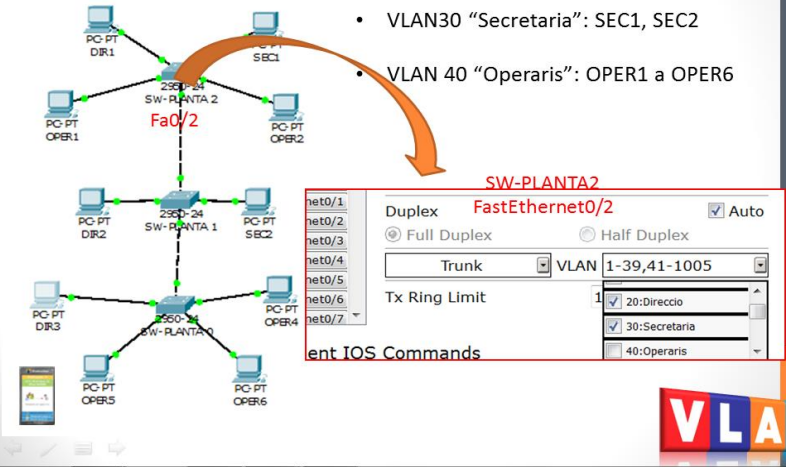 • VLAN30 “Secretaria”: SEC1, SEC2
• VLAN 40 “Operaris”: OPER1 a OPER6
PC-PT
DIR1
PC-PT
SEC1
2950-24
SW-PLANTA 2
Fa0/2
PC-PT
OPER1
PC-PT
OPER2
PC-PT
DIR2
2950-24
SW-PLANTA 1
PC-PT
SEC2
PC-PT
DIR3
2950-24
SW-PLANTA 0
PC-PT
OPER4
PC-PT
OPER5
PC-PT
OPER6
SW-PLANTA2
FastEthernet0/2
net0/1
net0/2
net0/3
net0/4
net0/5
net0/6
net0/7
Duplex
Auto
Full Duplex
Half Duplex
Trunk
VLAN
1-39,41-1005
Tx Ring Limit
1
20:Direccio
30:Secretaria
40:Operaris
ent IOS Commands
VLA